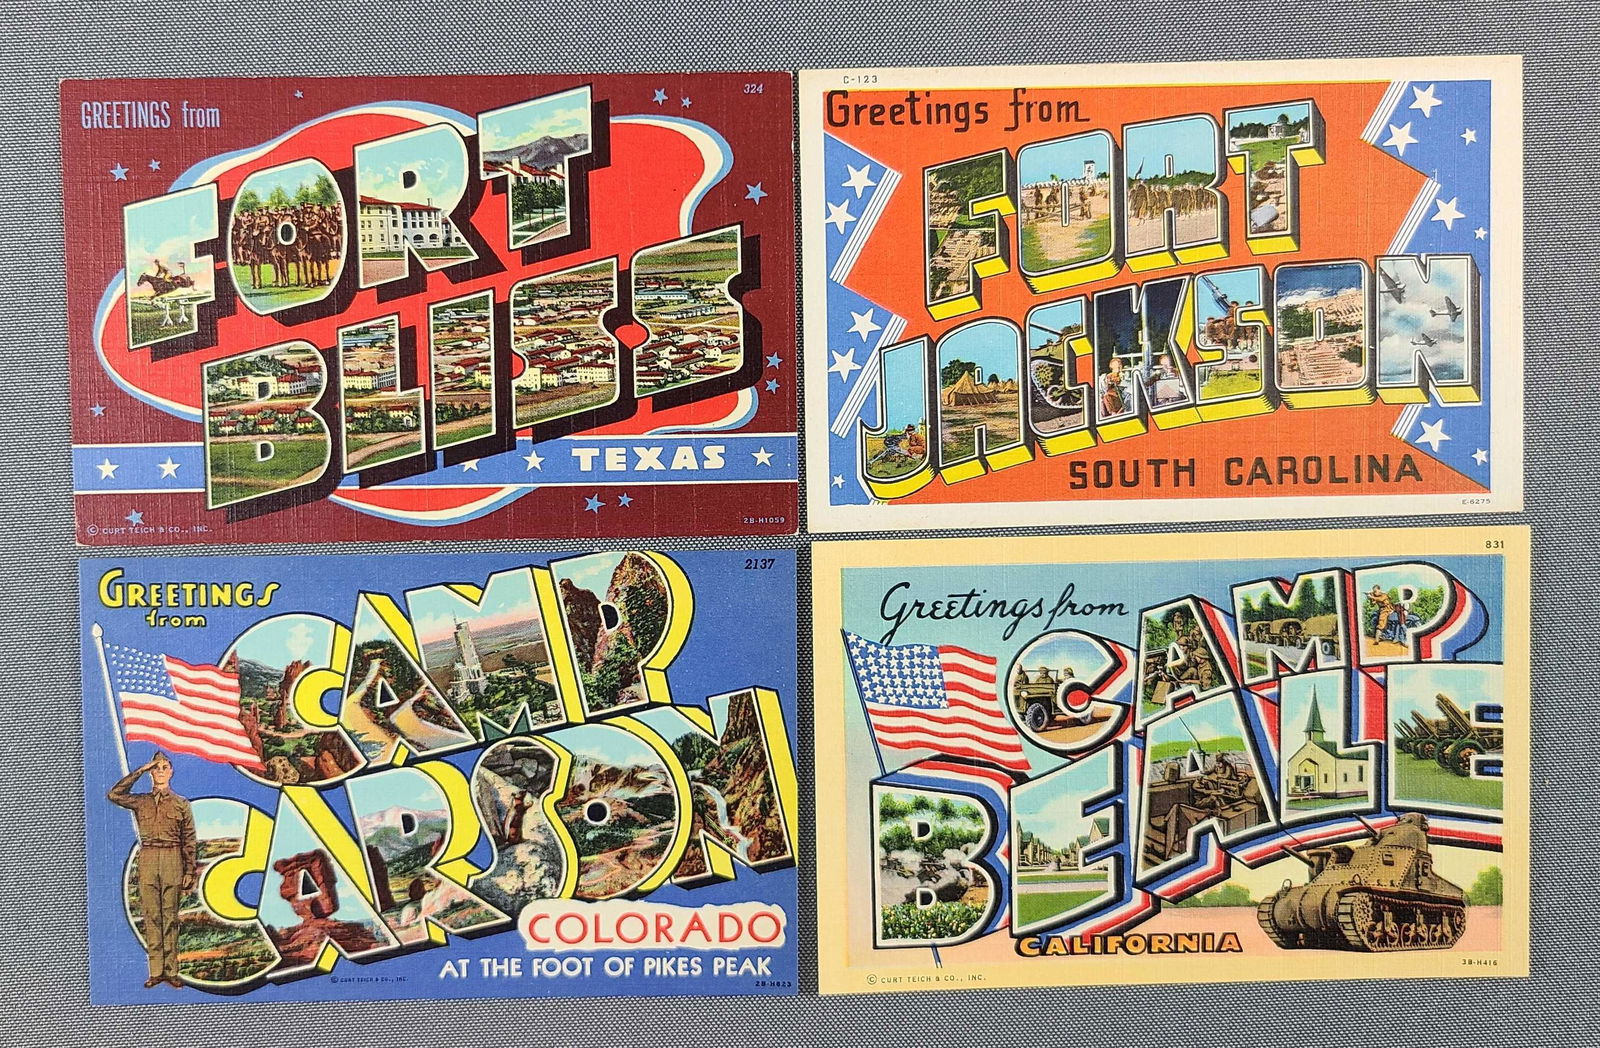 324
GREETINGS from
FORT
BLISS
TEXAS
© CURT TEICH & CO., INC.
2B-H1059
C-123
Greetings from
FORT
JACKSON
SOUTH CAROLINA
E-6275
2137
GREETINGS
from
CAMP
CARSON
COLORADO
AT THE FOOT OF PIKES PEAK
© CURT TEICH & CO., INC.
2B-H623
831
Greetings from
CAMP
BEALE
CALIFORNIA
© CURT TEICH & CO., INC.
3B-H416